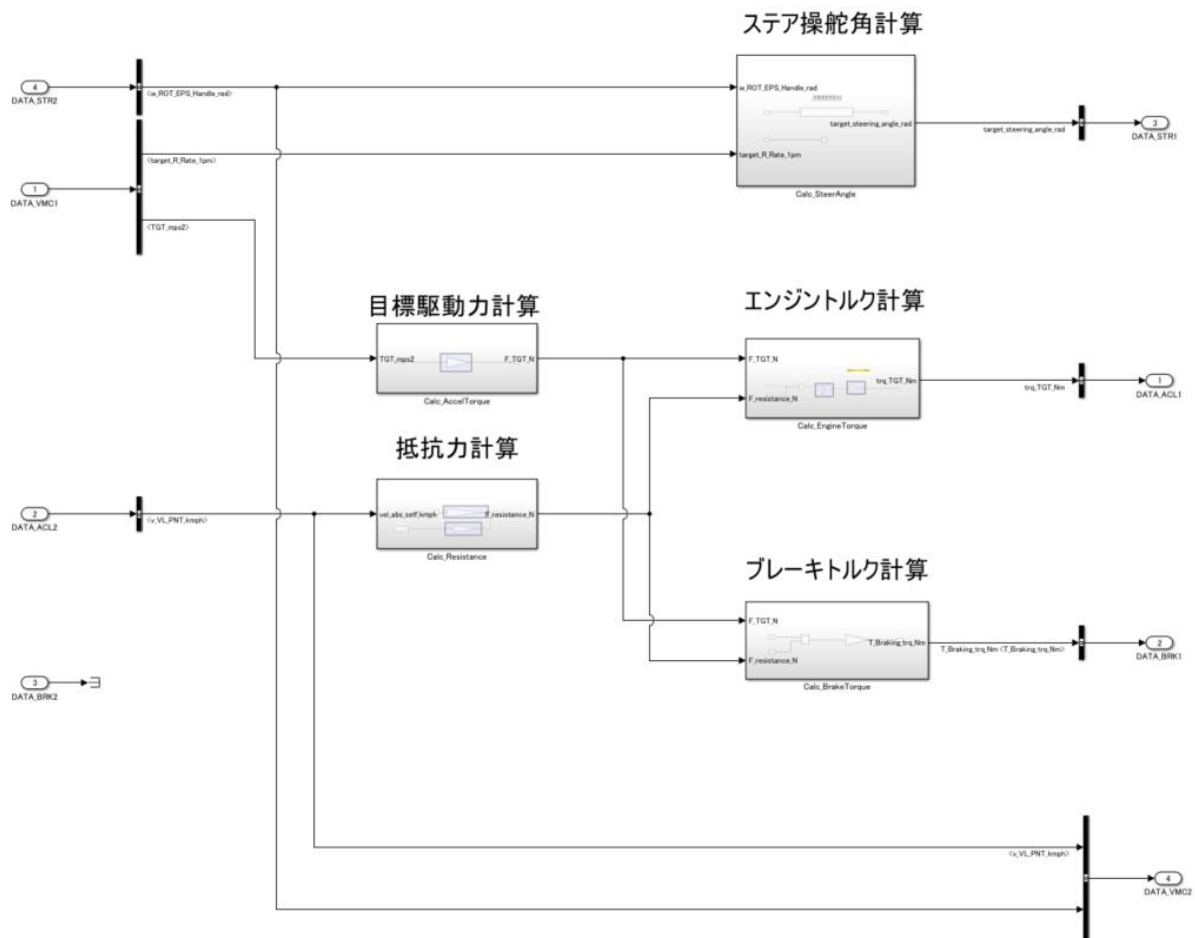 ステア操舵角計算
4
DATA_STR2
<w_ROT_EPS_Handle_rad>
w_ROT_EPS_Handle_rad
target_steering_angle_rad
target_steering_angle_rad
3
DATA_STR1
<target_R_Rate_1pm>
target_R_Rate_1pm
1
DATA_VMC1
Calc_SteerAngle
<TGT_mps2>
目標駆動力計算
エンジントルク計算
TGT_mps2
F_TGT_N
F_TGT_N
trq_TGT_Nm
trq_TGT_Nm
1
DATA_ACL1
F_resistance_N
Calc_AccelTorque
Calc_EngineTorque
抵抗力計算
2
DATA_ACL2
<v_VL_PNT_kmph>
vel_abs_self_kmph
F_resistance_N
Calc_Resistance
ブレーキトルク計算
F_TGT_N
T_Braking_trq_Nm
T_Braking_trq_Nm <T_Braking_trq_Nm>
2
DATA_BRK1
F_resistance_N
Calc_BrakeTorque
3
DATA_BRK2
<v_VL_PNT_kmph>
4
DATA_VMC2